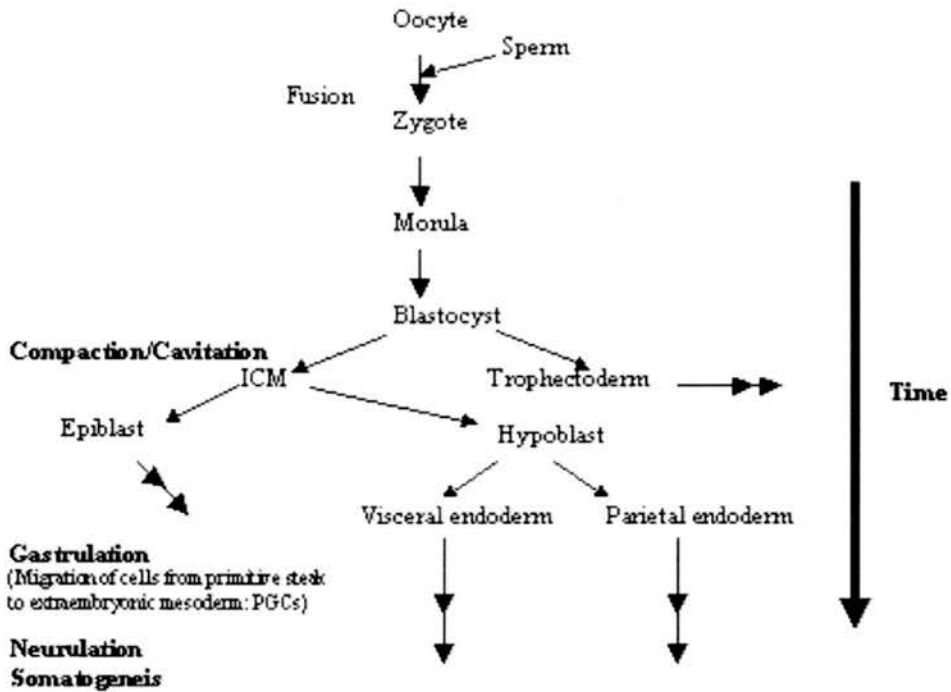 Oocyte
Sperm
Fusion
Zygote
Morula
Blastocyst
Compaction/Cavitation
ICM
Trophectoderm
Time
Epiblast
Hypoblast
Visceral endoderm
Parietal endoderm
Gastrulation
(Migration of cells from primitive steak
to extraembryonic mesoderm: PGCs)
Neurulation
Somatogeneis